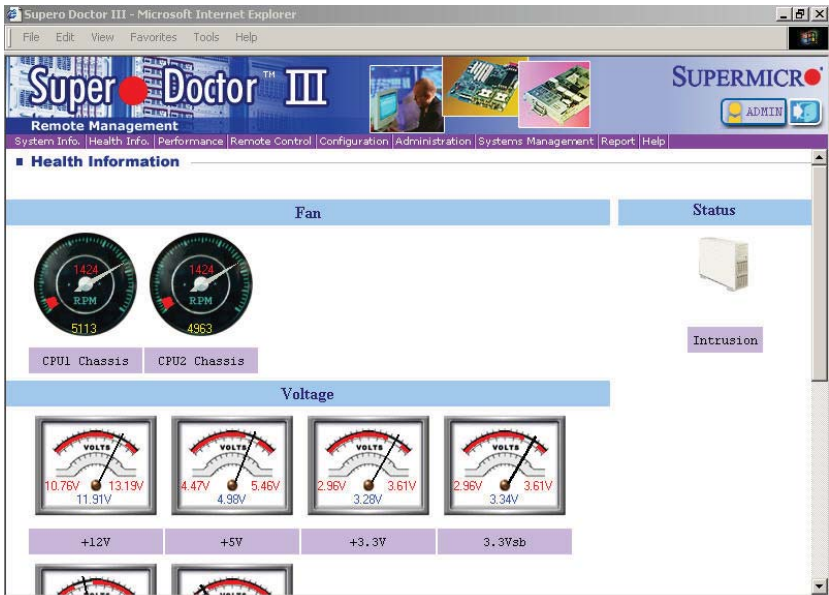 Supero Doctor III - Microsoft Internet Explorer
File Edit View Favorites Tools Help
Super Doctor™ III
SUPERMICRO
ADMIN
Remote Management
System Info. Health Info. Performance Remote Control Configuration Administration Systems Management Report Help
Health Information
Fan
Status
1424
RPM
5113
1424
RPM
4963
CPU1 Chassis
CPU2 Chassis
Intrusion
Voltage
VOLTS
10.76V 13.19V
11.91V
VOLTS
4.47V 5.46V
4.98V
VOLTS
2.96V 3.61V
3.28V
VOLTS
2.96V 3.61V
3.34V
+12V
+5V
+3.3V
3.3Vsb
VOLTS
VOLTS